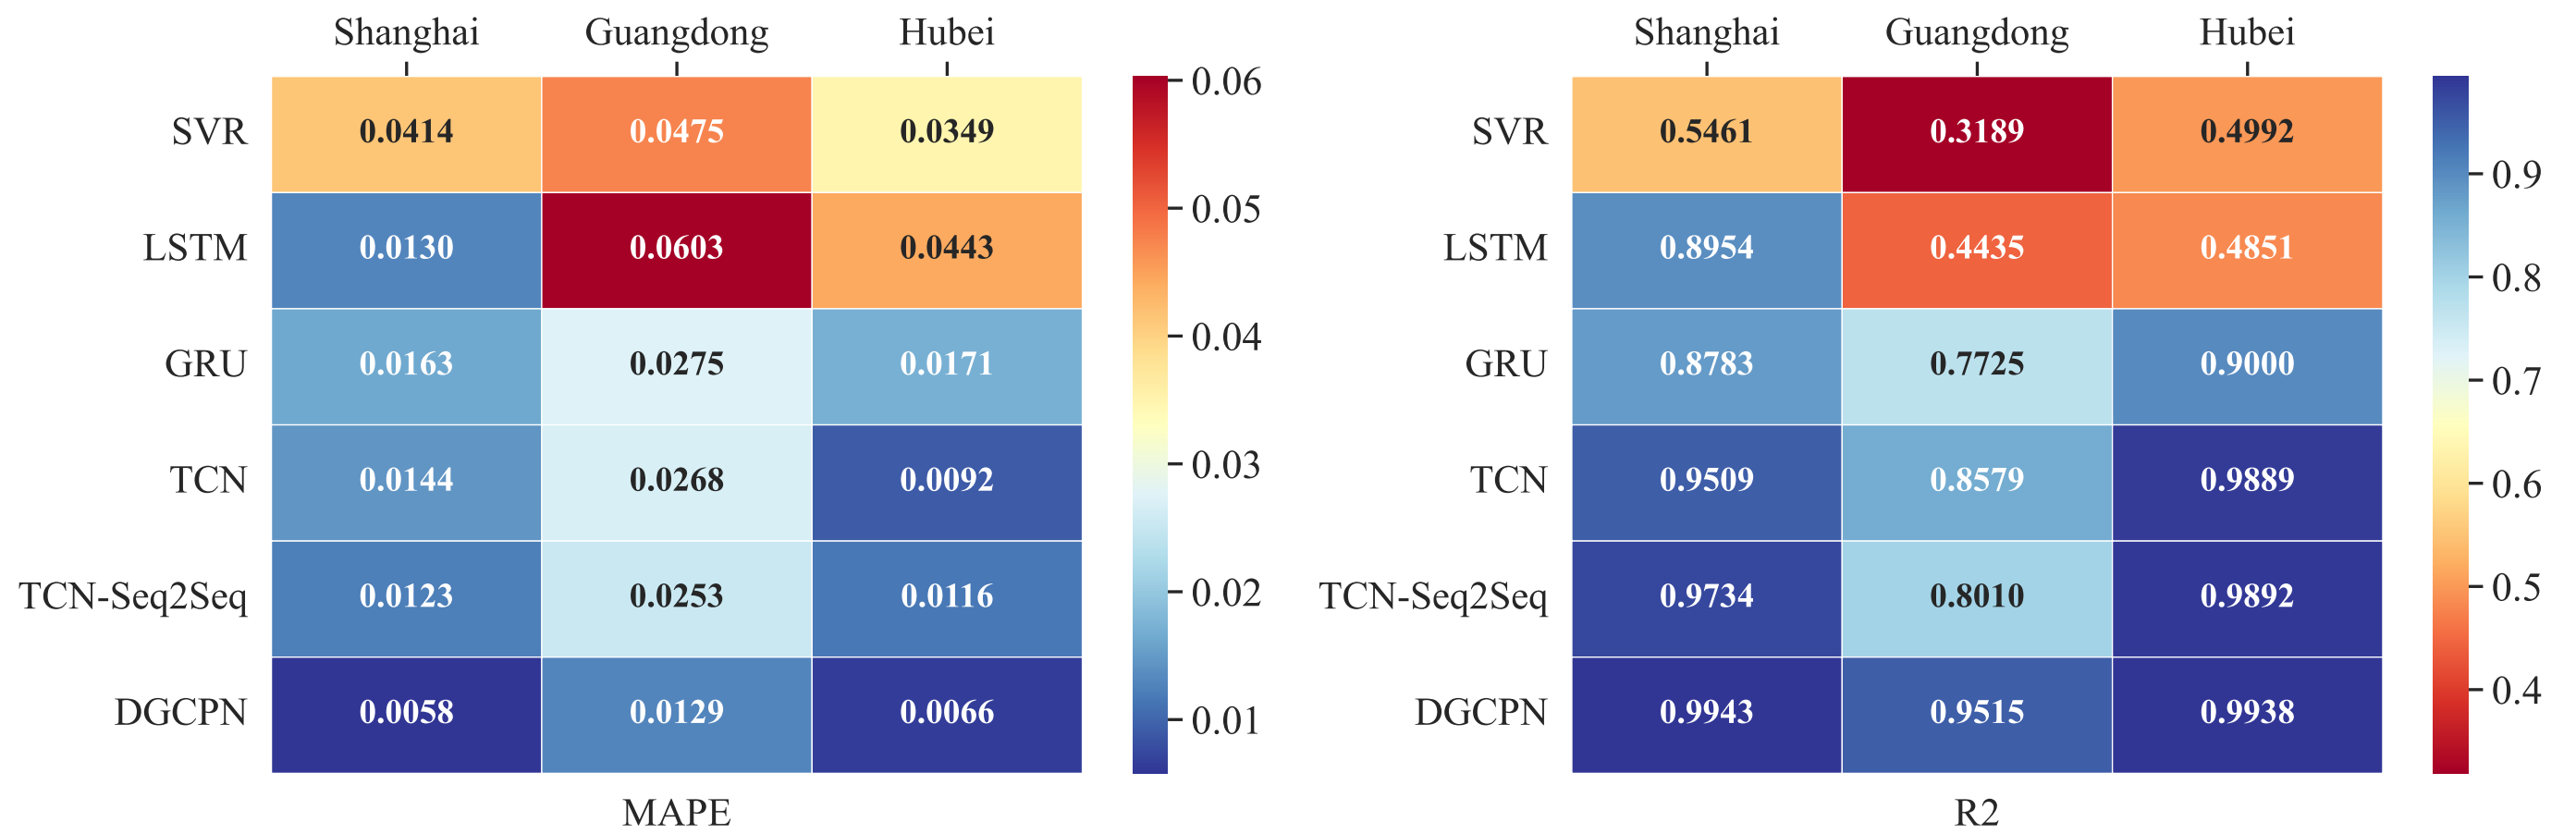 Shanghai Guangdong Hubei
SVR 0.0414 0.0475 0.0349
LSTM 0.0130 0.0603 0.0443
GRU 0.0163 0.0275 0.0171
TCN 0.0144 0.0268 0.0092
TCN-Seq2Seq 0.0123 0.0253 0.0116
DGCPN 0.0058 0.0129 0.0066
MAPE
0.06
0.05
0.04
0.03
0.02
0.01
Shanghai Guangdong Hubei
SVR 0.5461 0.3189 0.4992
LSTM 0.8954 0.4435 0.4851
GRU 0.8783 0.7725 0.9000
TCN 0.9509 0.8579 0.9889
TCN-Seq2Seq 0.9734 0.8010 0.9892
DGCPN 0.9943 0.9515 0.9938
R2
0.9
0.8
0.7
0.6
0.5
0.4